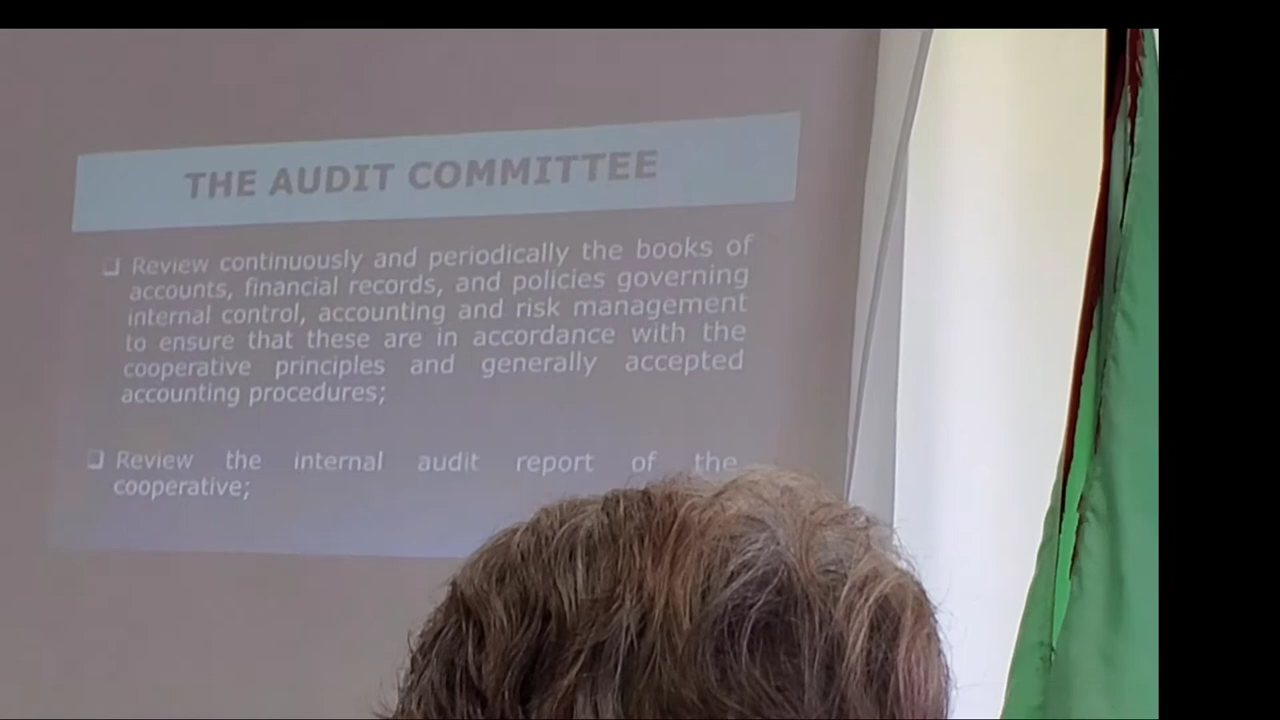 THE AUDIT COMMITTEE
❑ Review continuously and periodically the books of
accounts, financial records, and policies governing
internal control, accounting and risk management
to ensure that these are in accordance with the
cooperative principles and generally accepted
accounting procedures;
❑ Review the internal audit report of the
cooperative;